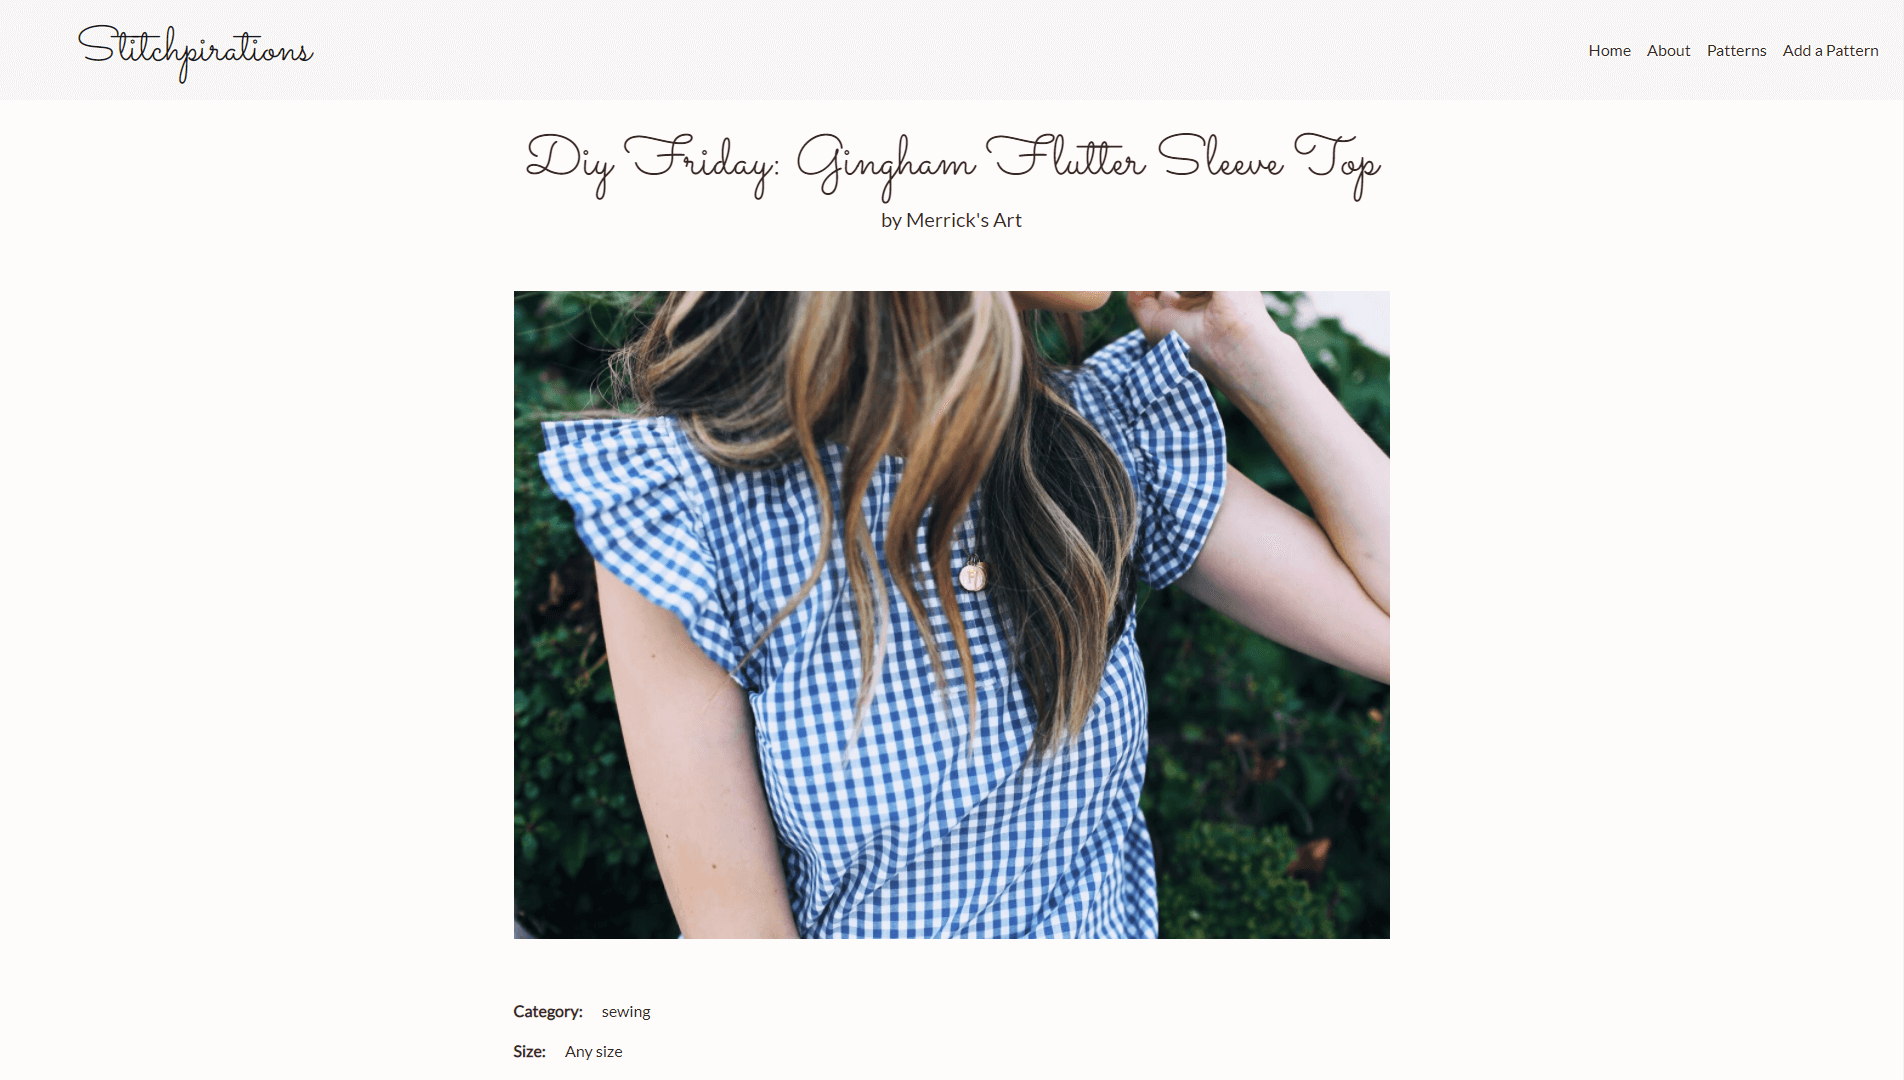 Stitchpirations
Home About Patterns Add a Pattern
Diy Friday: Gingham Flutter Sleeve Top
by Merrick's Art
Category: sewing
Size: Any size